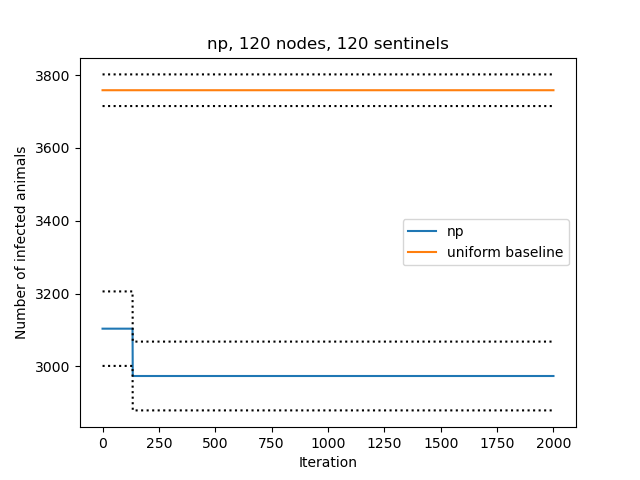 np, 120 nodes, 120 sentinels
3800
3600
3400
3200
3000
Number of infected animals
np
uniform baseline
0 250 500 750 1000 1250 1500 1750 2000
Iteration